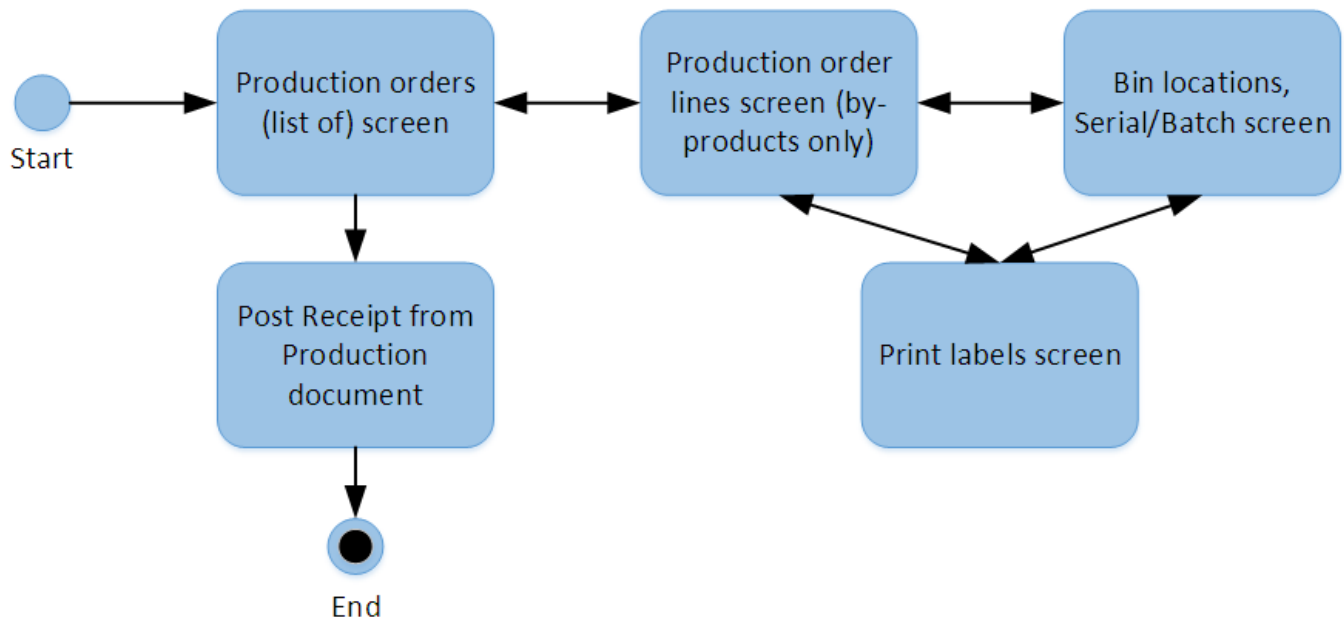 Start
Production orders
(list of) screen
Production order
lines screen (by-
products only)
Bin locations,
Serial/Batch screen
Post Receipt from
Production
document
Print labels screen
End